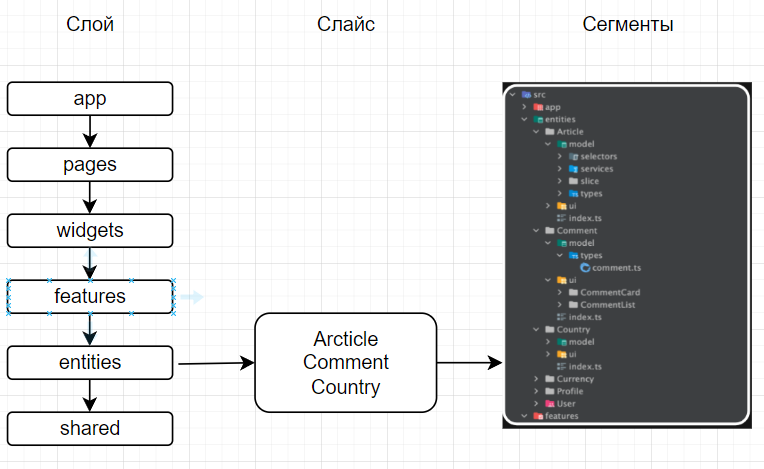 Слой
Слайс
Сегменты
app
pages
widgets
features
entities
shared
Arcticle
Comment
Country
src
app
entities
Article
model
selectors
services
slice
types
ui
index.ts
Comment
model
types
comment.ts
ui
CommentCard
CommentList
index.ts
Country
model
ui
index.ts
Currency
Profile
User
features